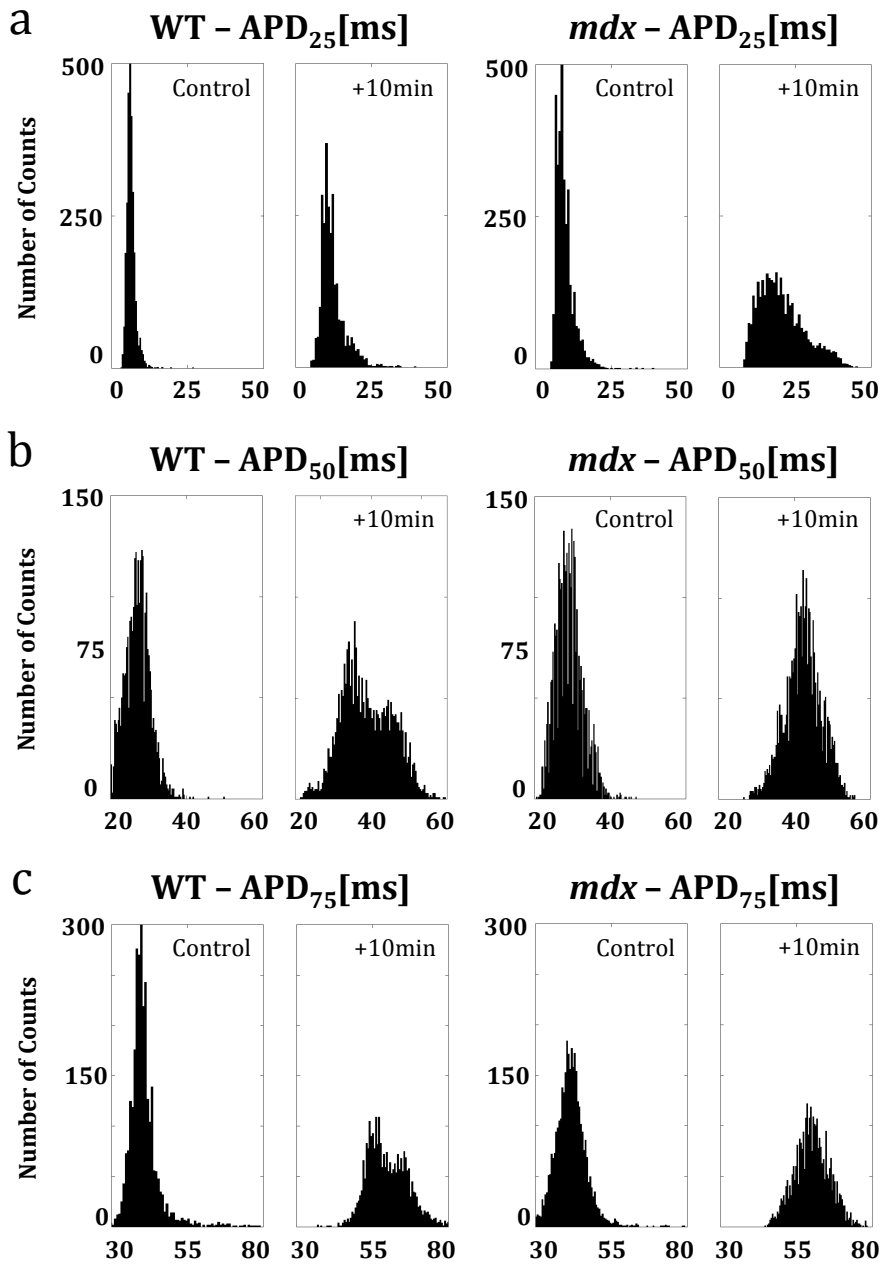 a
WT – APD25[ms]
mdx – APD25[ms]
Number of Counts
500
250
0
Control
+10min
500
250
0
Control
+10min
0 25 50
0 25 50
0 25 50
0 25 50
b
WT – APD50[ms]
mdx – APD50[ms]
Number of Counts
150
75
0
+10min
150
75
0
Control
+10min
20 40 60
20 40 60
20 40 60
20 40 60
c
WT – APD75[ms]
mdx – APD75[ms]
Number of Counts
300
150
0
Control
+10min
300
150
0
Control
+10min
30 55 80
30 55 80
30 55 80
30 55 80